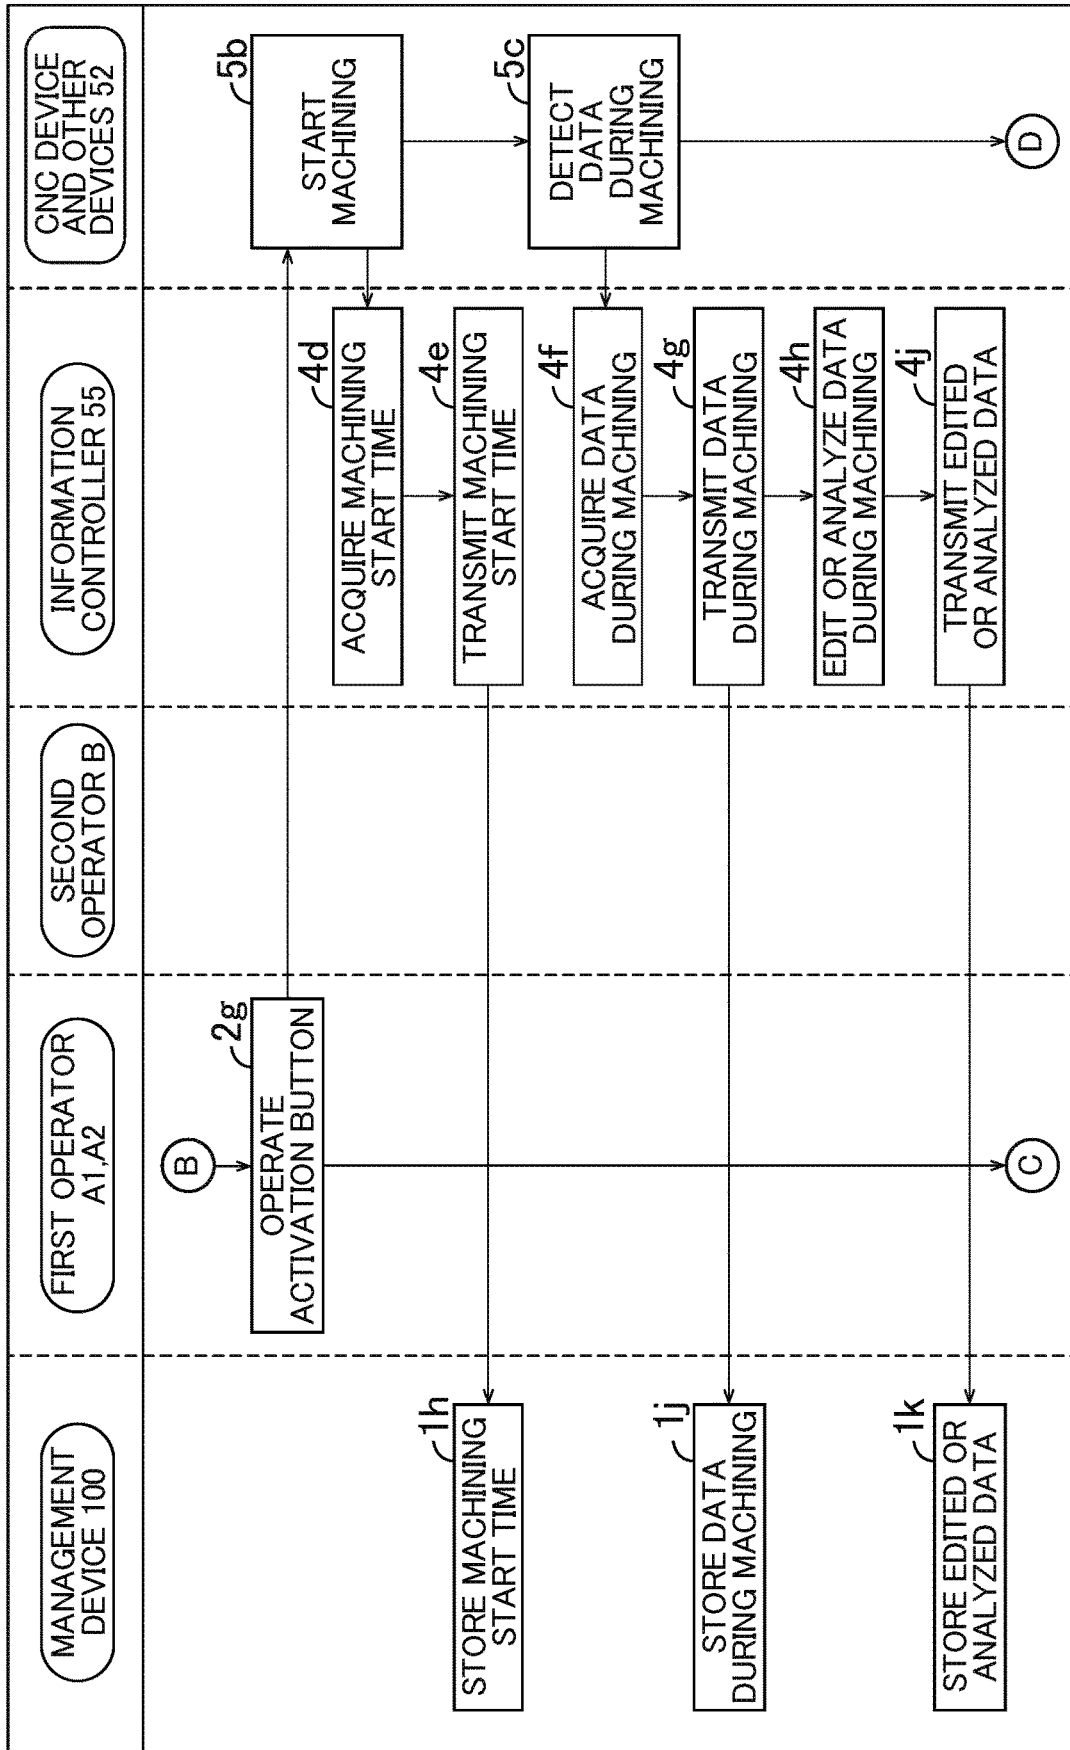 MANAGEMENT
DEVICE 100
FIRST OPERATOR
A1,A2
SECOND
OPERATOR B
INFORMATION
CONTROLLER 55
CNC DEVICE
AND OTHER
DEVICES 52
B
2g
OPERATE
ACTIVATION BUTTON
5b
START
MACHINING
4d
ACQUIRE MACHINING
START TIME
1h
STORE MACHINING
START TIME
4e
TRANSMIT MACHINING
START TIME
5c
DETECT
DATA
DURING
MACHINING
4f
ACQUIRE DATA
DURING MACHINING
1j
STORE DATA
DURING MACHINING
4g
TRANSMIT DATA
DURING MACHINING
4h
EDIT OR ANALYZE DATA
DURING MACHINING
1k
STORE EDITED OR
ANALYZED DATA
4j
TRANSMIT EDITED
OR ANALYZED DATA
C
D